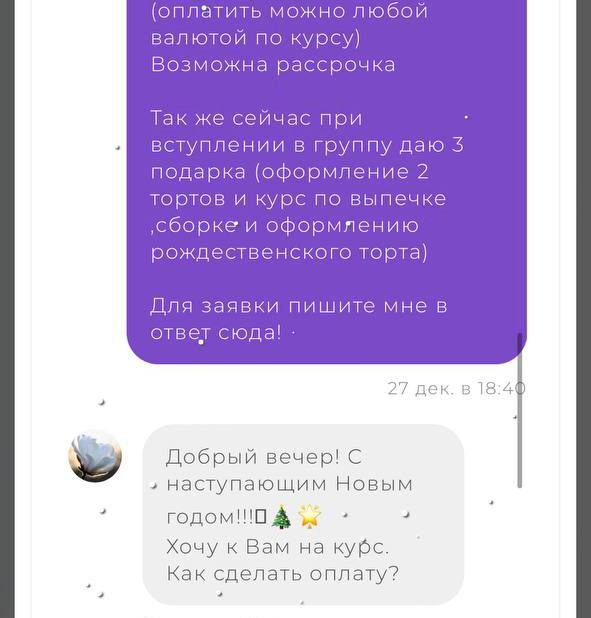 (оплатить можно любой
валютой по курсу)
Возможна рассрочка
Так же сейчас при
вступлении в группу даю 3
подарка (оформление 2
тортов и курс по выпечке
,сборке и оформлению
рождественского торта)
Для заявки пишите мне в
ответ сюда!
27 дек. в 18:40
Добрый вечер! С
наступающим Новым
годом!!!🎄🌟
Хочу к Вам на курс.
Как сделать оплату?